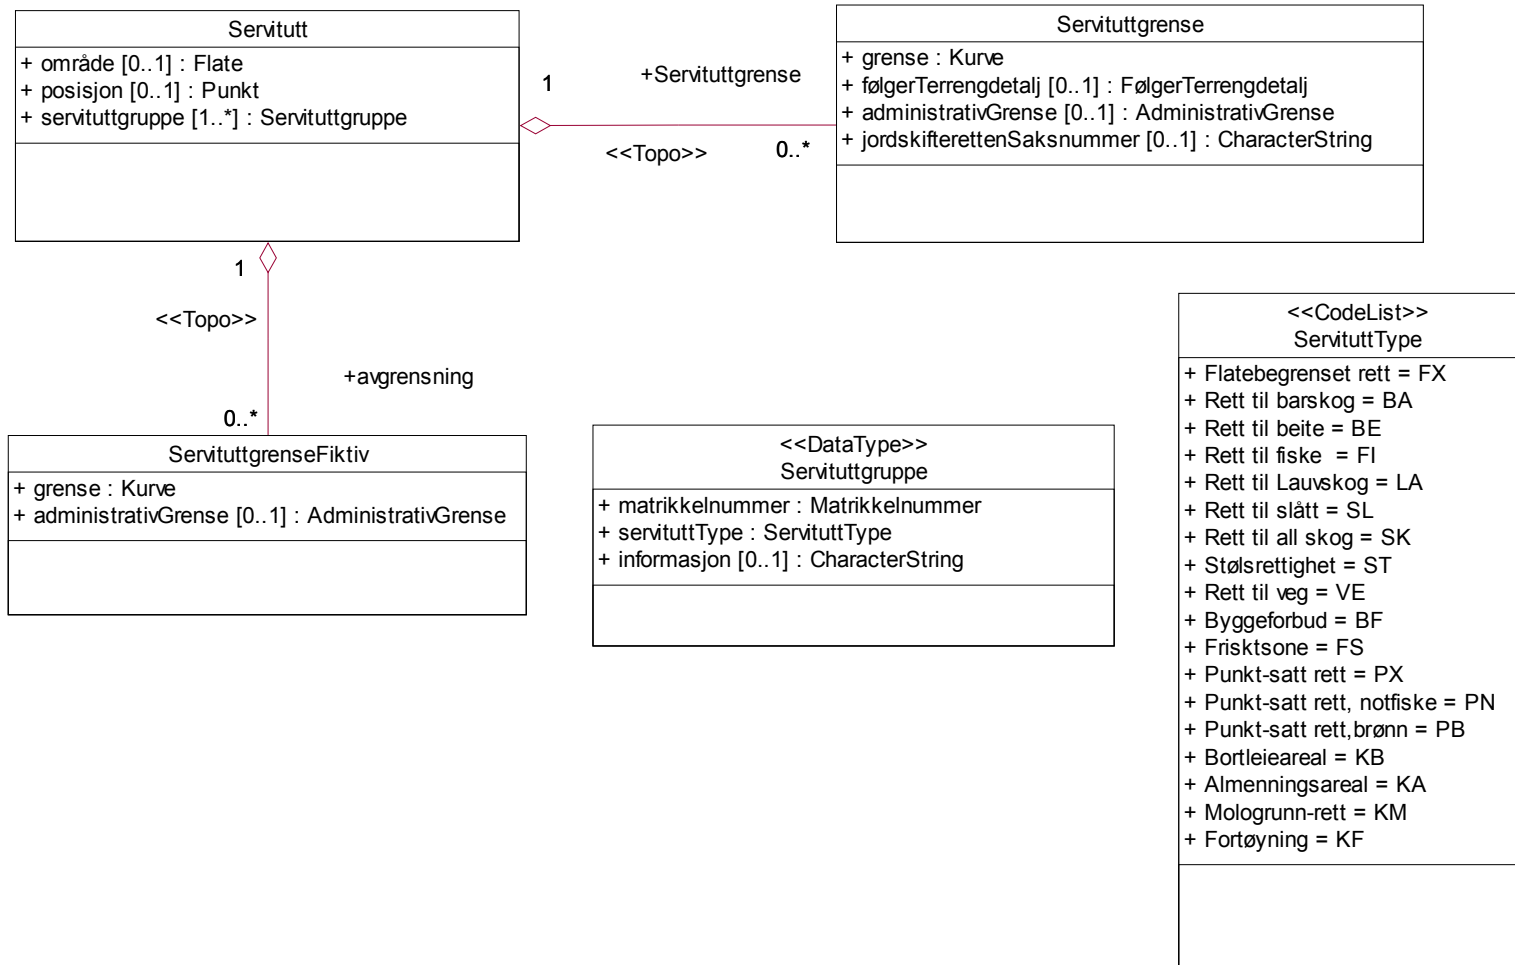 Servitutt
+ område [0..1] : Flate
+ posisjon [0..1] : Punkt
+ servituttgruppe [1..*] : Servituttgruppe
1
+Servituttgrense
<<Topo>>
0..*
Servituttgrense
+ grense : Kurve
+ følgerTerrengdetalj [0..1] : FølgerTerrengdetalj
+ administrativGrense [0..1] : AdministrativGrense
+ jordskifterettenSaksnummer [0..1] : CharacterString
1
<<Topo>>
+avgrensning
0..*
ServituttgrenseFiktiv
+ grense : Kurve
+ administrativGrense [0..1] : AdministrativGrense
<<DataType>>
Servituttgruppe
+ matrikkelnummer : Matrikkelnummer
+ servituttType : ServituttType
+ informasjon [0..1] : CharacterString
<<CodeList>>
ServituttType
+ Flatebegrenset rett = FX
+ Rett til barskog = BA
+ Rett til beite = BE
+ Rett til fiske = FI
+ Rett til Lauvskog = LA
+ Rett til slått = SL
+ Rett til all skog = SK
+ Stølsrettighet = ST
+ Rett til veg = VE
+ Byggeforbud = BF
+ Frisktsone = FS
+ Punkt-satt rett = PX
+ Punkt-satt rett, notfiske = PN
+ Punkt-satt rett,brønn = PB
+ Bortleieareal = KB
+ Almenningsareal = KA
+ Mologrunn-rett = KM
+ Fortøyning = KF